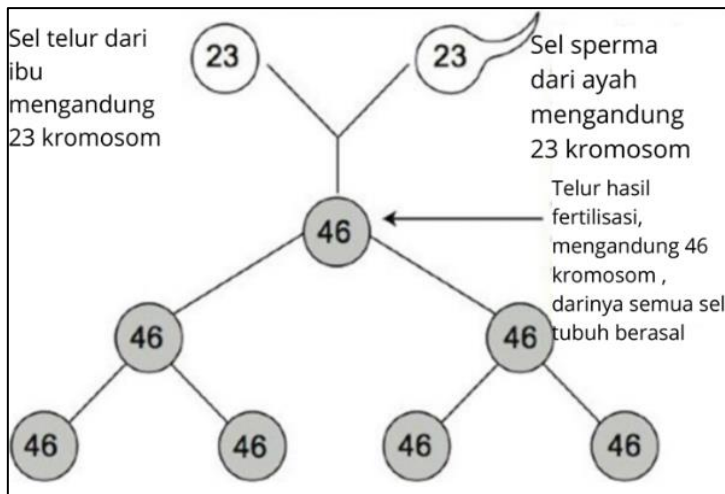 Sel telur dari
ibu
mengandung
23 kromosom
23
23
Sel sperma
dari ayah
mengandung
23 kromosom
46
Telur hasil
fertilisasi,
mengandung 46
kromosom ,
darinya semua sel
tubuh berasal
46
46
46
46
46
46